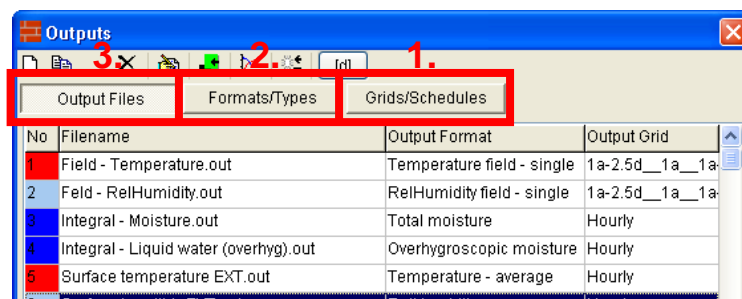 Outputs
3. 2. 1.
[d]
Output Files Formats/Types Grids/Schedules
No Filename Output Format Output Grid
1 Field - Temperature.out Temperature field - single 1a-2.5d__1a__1a-
2 Feld - RelHumidity.out RelHumidity field - single 1a-2.5d__1a__1a-
3 Integral - Moisture.out Total moisture Hourly
4 Integral - Liquid water (overhyg).out Overhygroscopic moisture Hourly
5 Surface temperature EXT.out Temperature - average Hourly